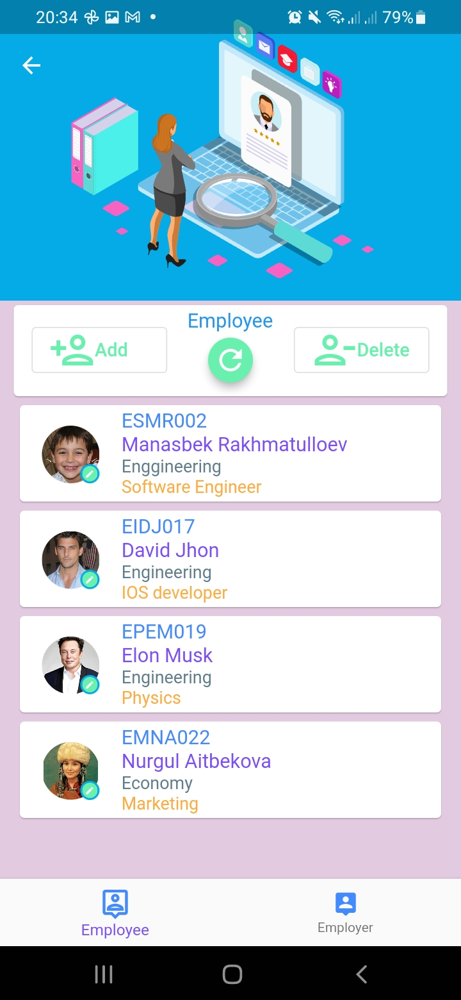 20:34
79%
Employee
Add
Delete
ESMR002
Manasbek Rakhmatulloev
Enggineering
Software Engineer
EIDJ017
David Jhon
Engineering
IOS developer
EPEM019
Elon Musk
Engineering
Physics
EMNA022
Nurgul Aitbekova
Economy
Marketing
Employee
Employer